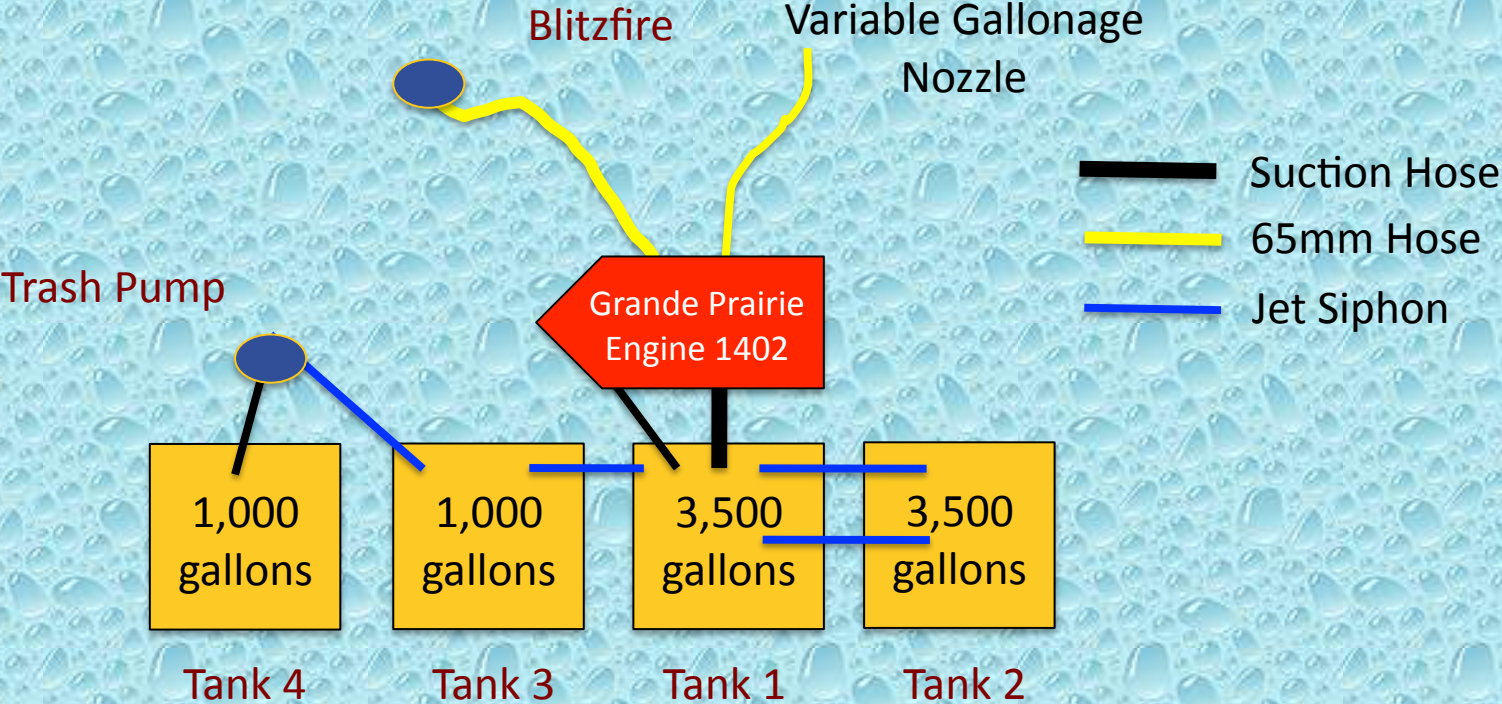 Blitzfire
Variable Gallonage
Nozzle
Suction Hose
65mm Hose
Jet Siphon
Trash Pump
Grande Prairie
Engine 1402
1,000
gallons
1,000
gallons
3,500
gallons
3,500
gallons
Tank 4
Tank 3
Tank 1
Tank 2